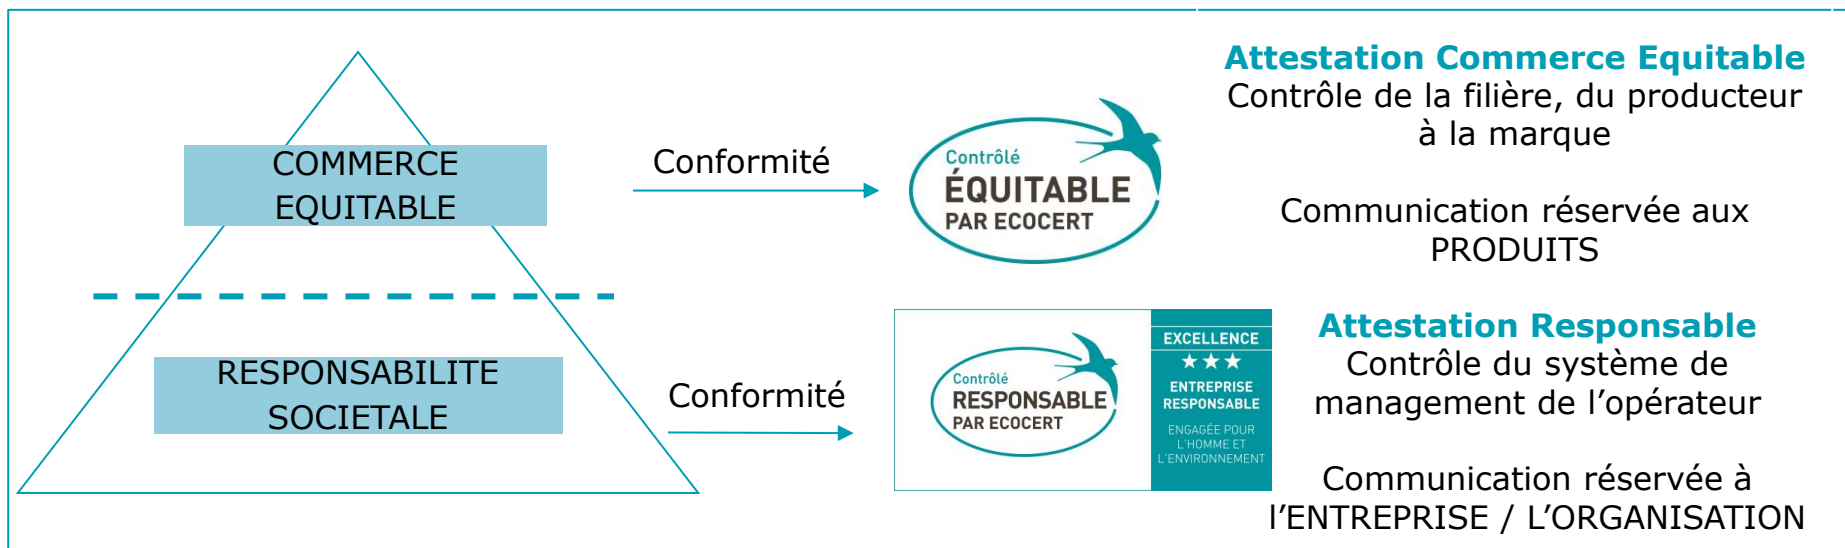 COMMERCE
EQUITABLE
Conformité
Contrôlé
ÉQUITABLE
PAR ECOCERT
Attestation Commerce Equitable
Contrôle de la filière, du producteur
à la marque
Communication réservée aux
PRODUITS
RESPONSABILITE
SOCIETALE
Conformité
Contrôlé
RESPONSABLE
PAR ECOCERT
EXCELLENCE
ENTREPRISE
RESPONSABLE
ENGAGÉE POUR
L'HOMME ET
L'ENVIRONNEMENT
Attestation Responsable
Contrôle du système de
management de l’opérateur
Communication réservée à
l’ENTREPRISE / L’ORGANISATION